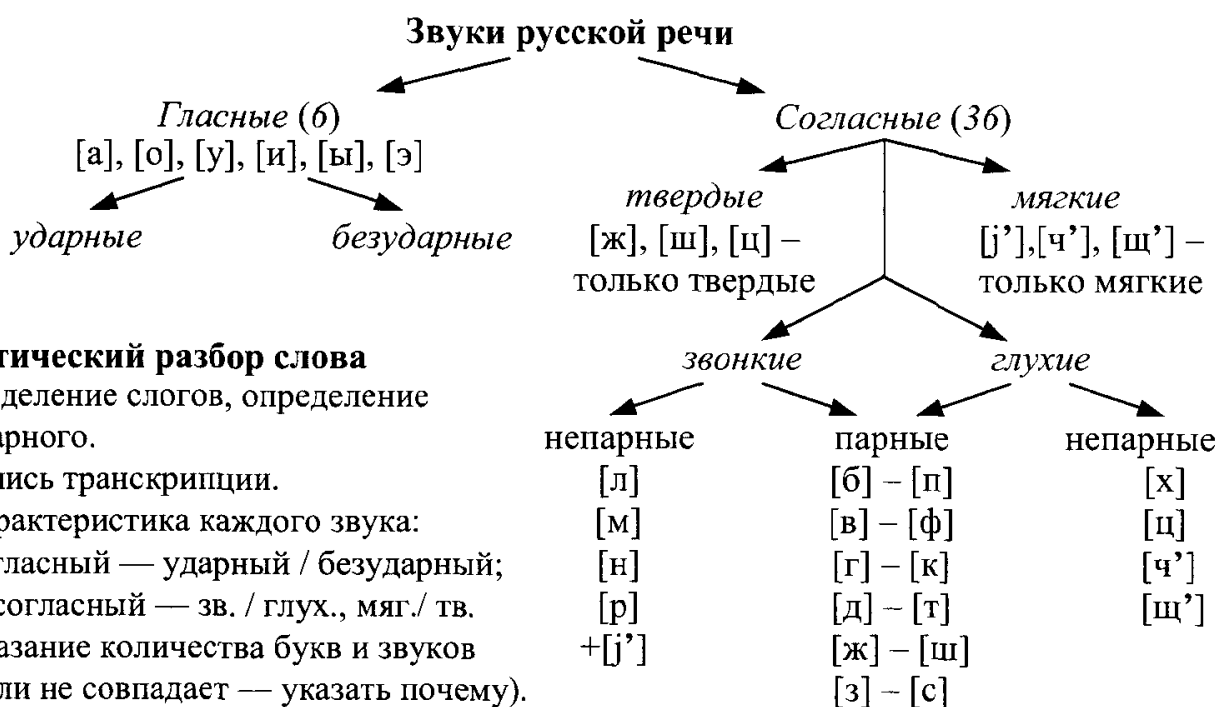 Звуки русской речи
Гласные (6)
[а], [о], [у], [и], [ы], [э]
ударные безударные
Согласные (36)
твердые
[ж], [ш], [ц] –
только твердые
мягкие
[j’],[ч’], [щ’] –
только мягкие
звонкие глухие
непарные парные непарные
[л] [б] – [п] [х]
[м] [в] – [ф] [ц]
[н] [г] – [к] [ч’]
[р] [д] – [т] [щ’]
+[j’] [ж] – [ш]
[з] – [с]
тический разбор слова
деление слогов, определение
арного.
пись транскрипции.
рактеристика каждого звука:
гласный — ударный / безударный;
согласный — зв. / глух., мяг./ тв.
азание количества букв и звуков
ли не совпадает — указать почему).